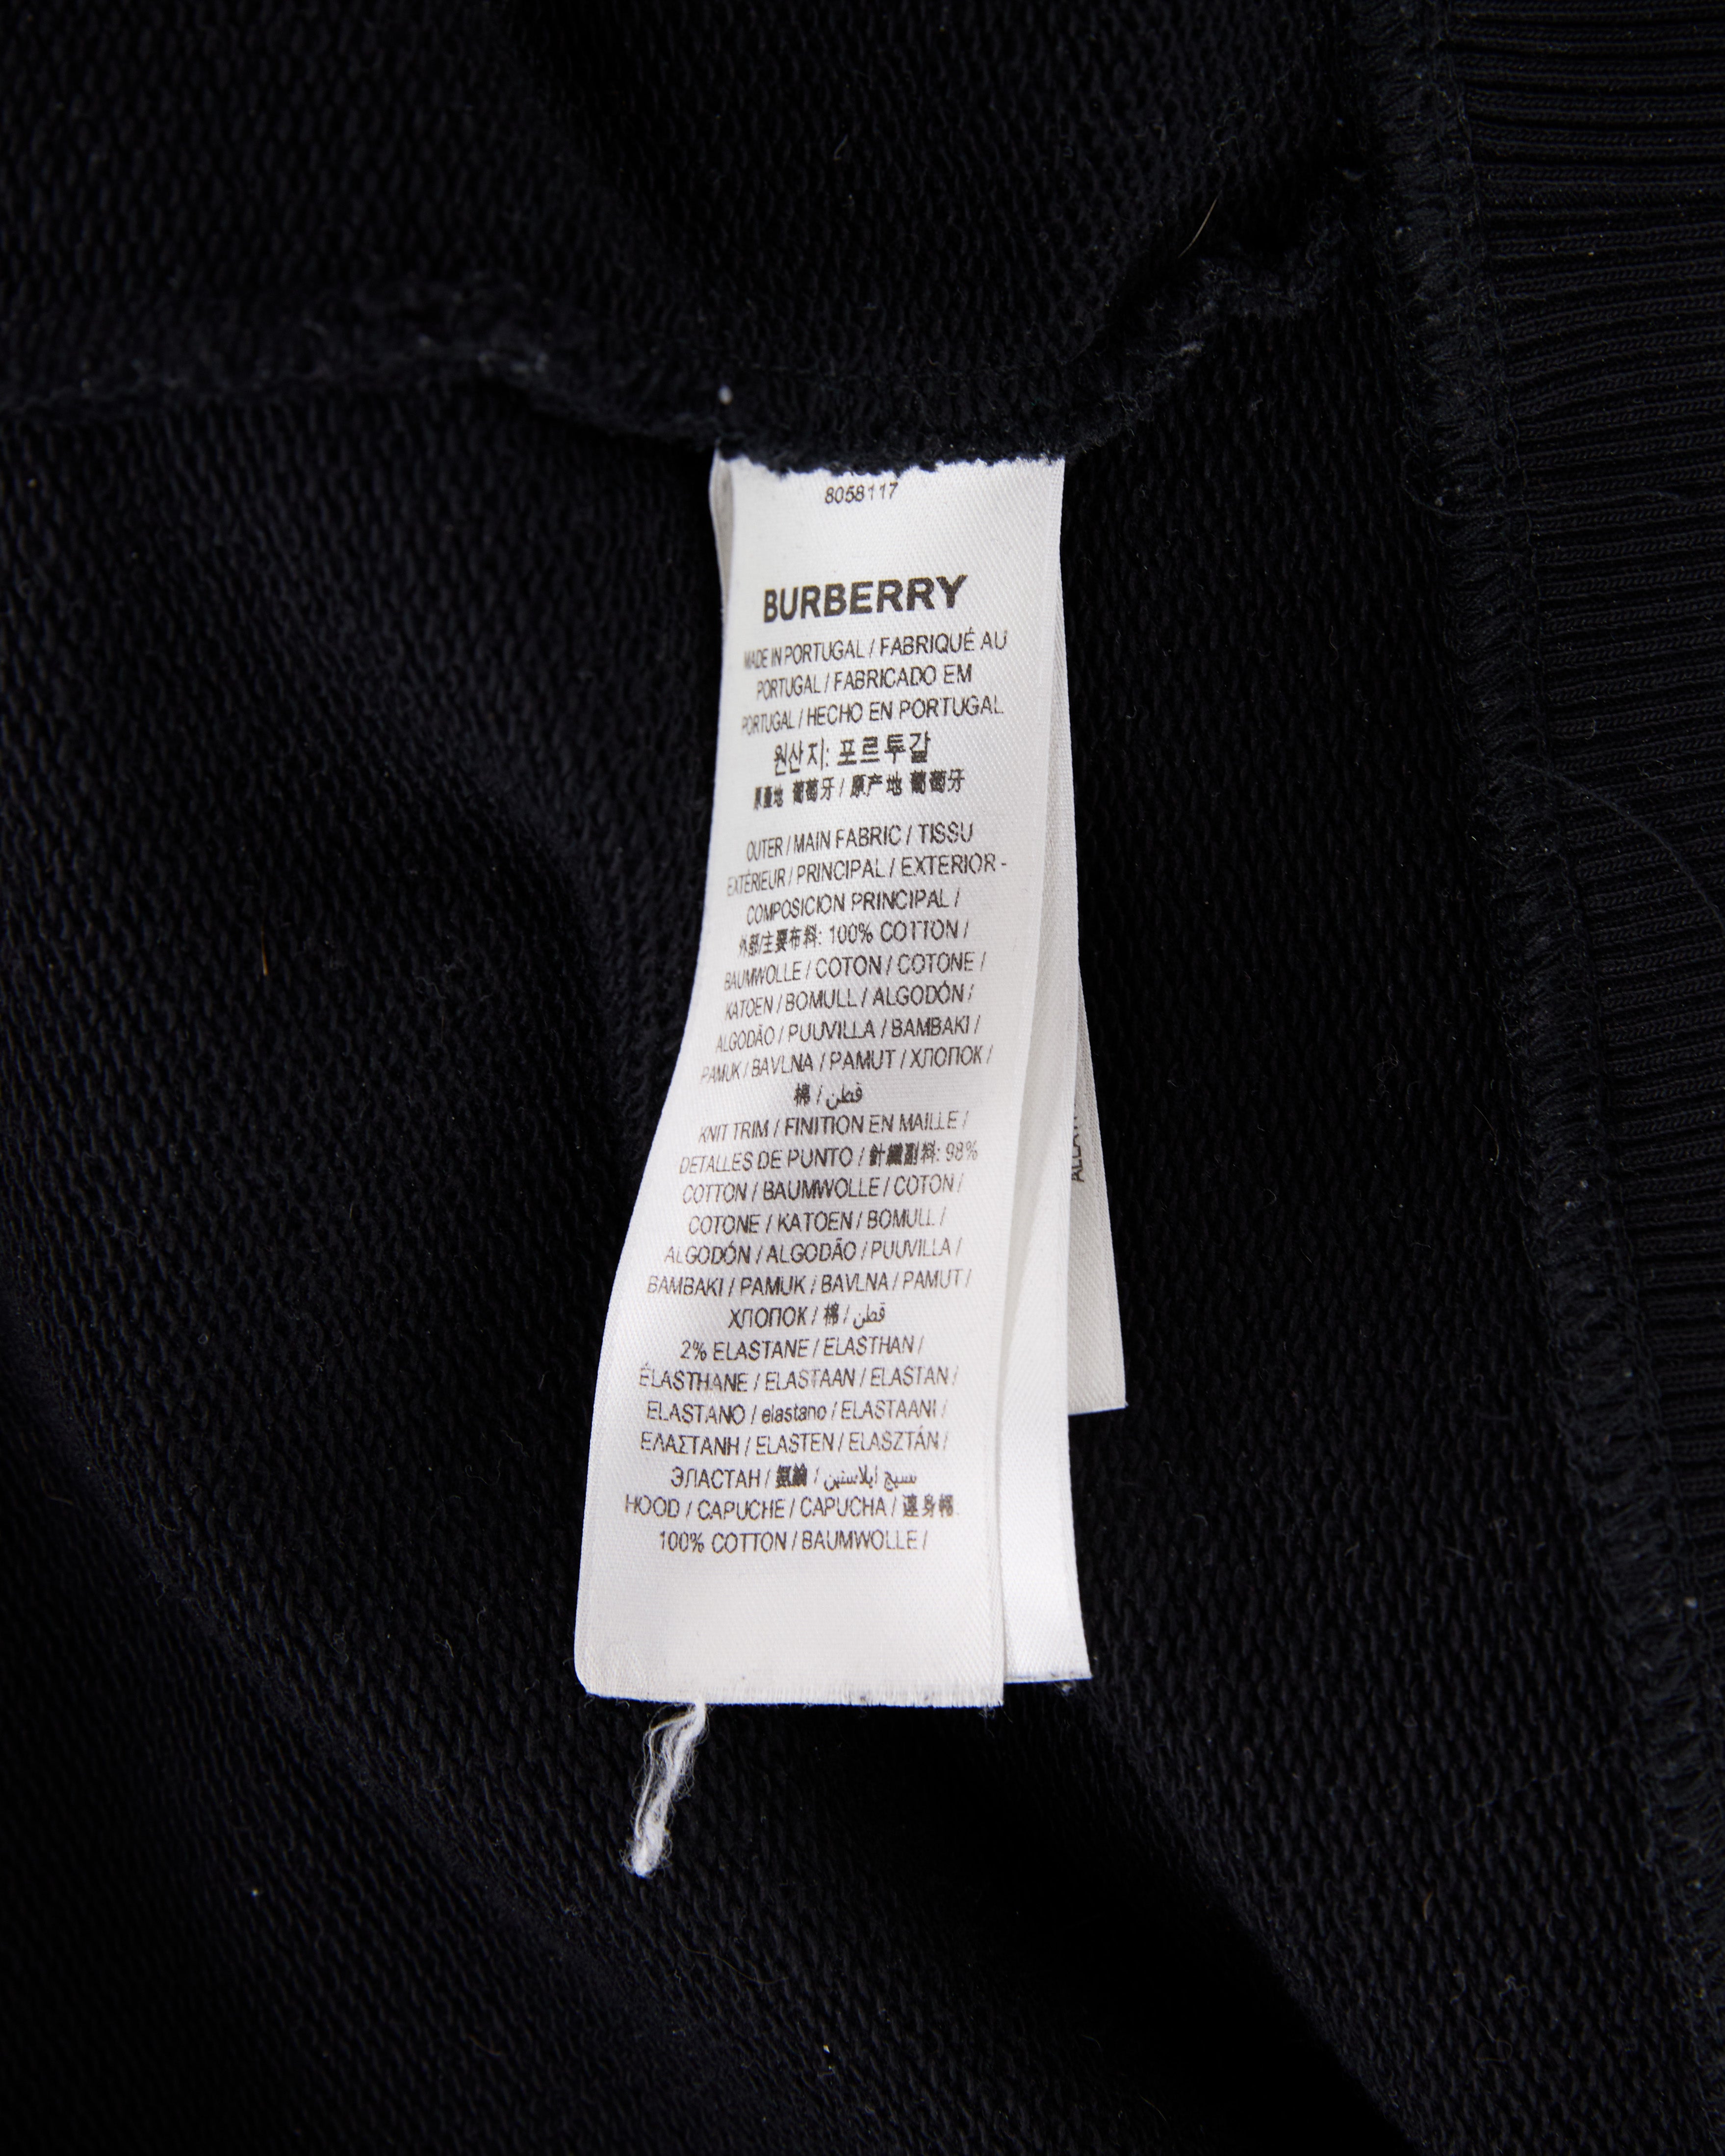 8058117
BURBERRY
MADE IN PORTUGAL / FABRIQUÉ AU
PORTUGAL / FABRICADO EM
PORTUGAL / HECHO EN PORTUGAL
원산지: 포르투갈
原產地 葡萄牙 / 原产地 葡萄牙
OUTER / MAIN FABRIC / TISSU
EXTÉRIEUR / PRINCIPAL / EXTERIOR -
COMPOSICION PRINCIPAL /
外部/主要布料: 100% COTTON /
BAUMWOLLE / COTON / COTONE /
KATOEN / BOMULL / ALGODÓN /
ALGODÃO / PUUVILLA / BAMBAKI /
PAMUK / BAVLNA / PAMUT / ХЛОПОК /
棉 / قطن
KNIT TRIM / FINITION EN MAILLE /
DETALLES DE PUNTO / 針織副料: 98%
COTTON / BAUMWOLLE / COTON /
COTONE / KATOEN / BOMULL /
ALGODÓN / ALGODÃO / PUUVILLA /
BAMBAKI / PAMUK / BAVLNA / PAMUT /
ХЛОПОК / 棉 / قطن
2% ELASTANE / ELASTHAN /
ÉLASTHANE / ELASTAAN / ELASTAN /
ELASTANO / elastano / ELASTAANI /
ΕΛΑΣΤΑΝΗ / ELASTEN / ELASZTÁN /
ЭЛАСТАН / 氨綸 / نسيج إيلاستين
HOOD / CAPUCHE / CAPUCHA / 連身帽:
100% COTTON / BAUMWOLLE /